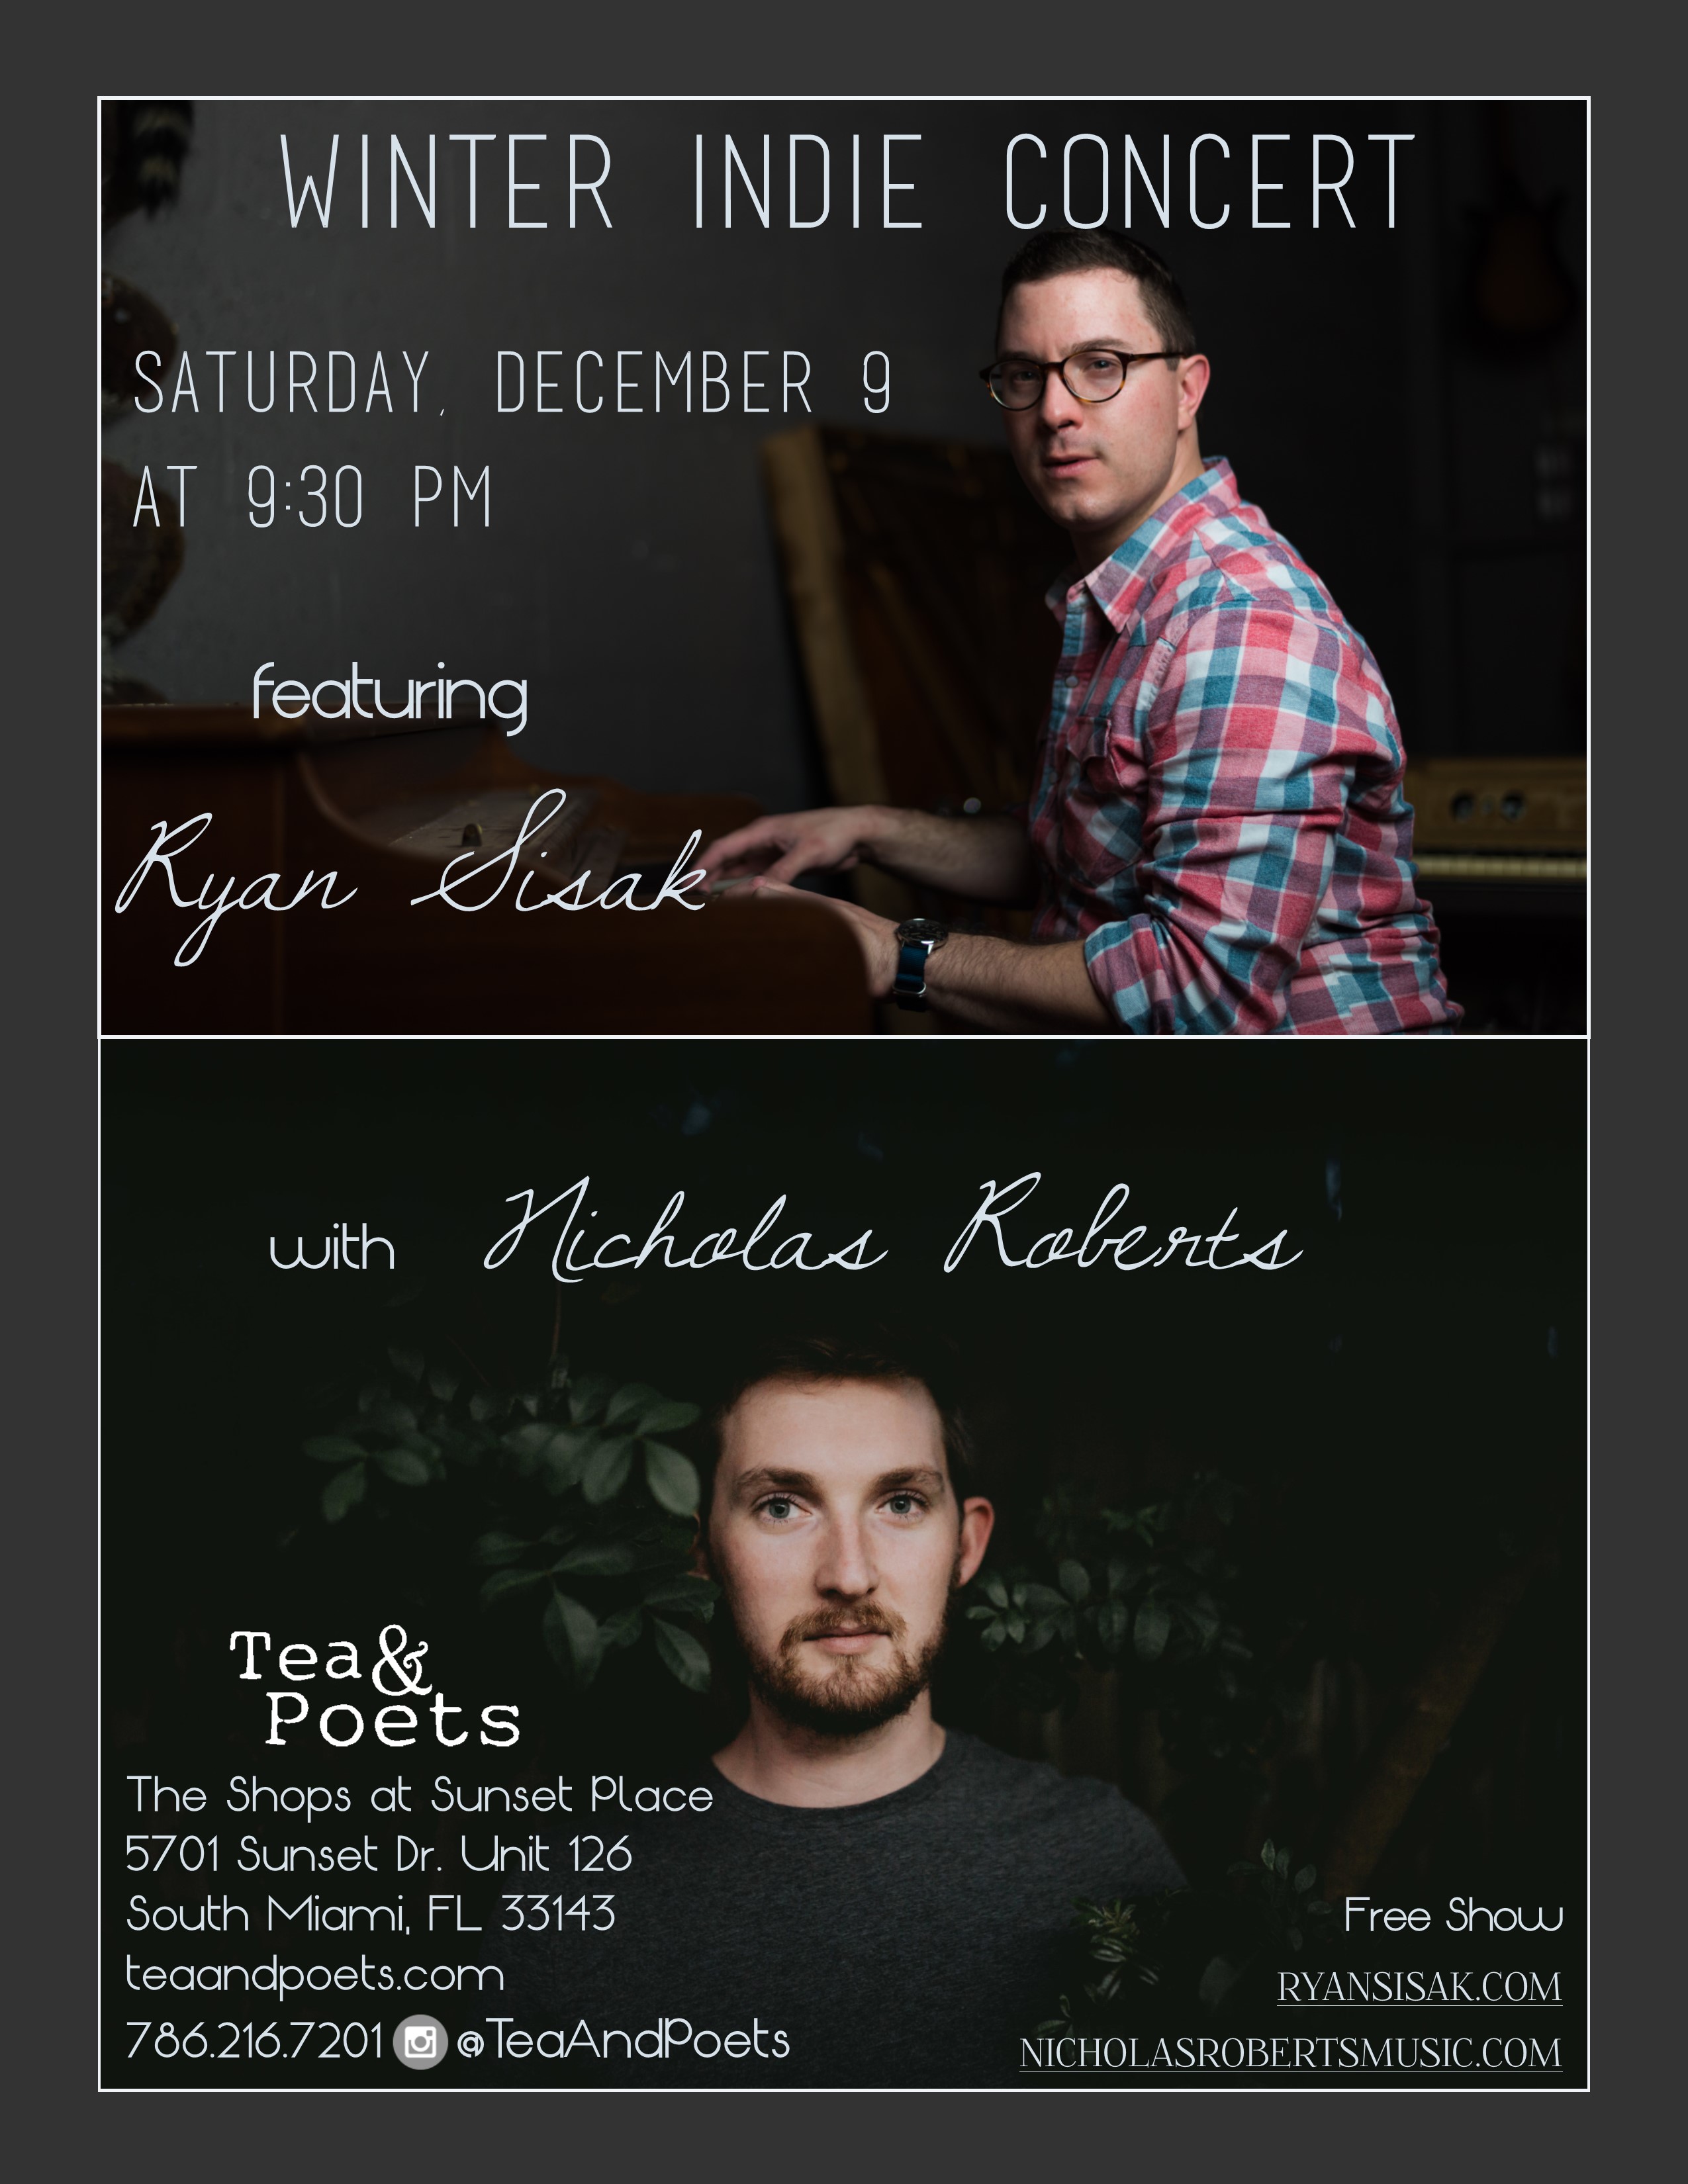 WINTER INDIE CONCERT
SATURDAY, DECEMBER 9
AT 9:30 PM
featuring
Ryan Sisak
with Nicholas Roberts
Tea&
Poets
The Shops at Sunset Place
5701 Sunset Dr. Unit 126
South Miami, FL 33143
teaandpoets.com
786.216.7201 @TeaAndPoets
Free Show
RYANSISAK.COM
NICHOLASROBERTSMUSIC.COM